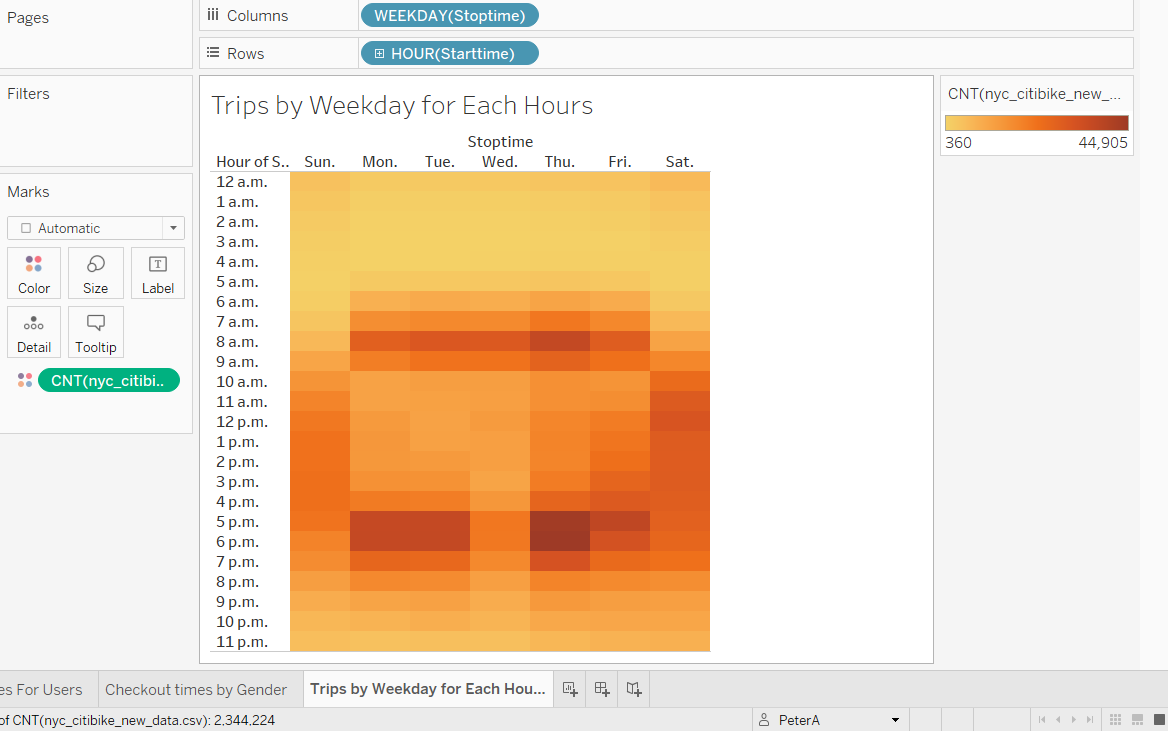 Pages
Columns
WEEKDAY(Stoptime)
Rows
HOUR(Starttime)
Filters
Marks
Automatic
Color
Size
Label
Detail
Tooltip
CNT(nyc_citibi..
Trips by Weekday for Each Hours
Stoptime
Hour of S.. Sun. Mon. Tue. Wed. Thu. Fri. Sat.
12 a.m.
1 a.m.
2 a.m.
3 a.m.
4 a.m.
5 a.m.
6 a.m.
7 a.m.
8 a.m.
9 a.m.
10 a.m.
11 a.m.
12 p.m.
1 p.m.
2 p.m.
3 p.m.
4 p.m.
5 p.m.
6 p.m.
7 p.m.
8 p.m.
9 p.m.
10 p.m.
11 p.m.
CNT(nyc_citibike_new_...
360 44,905
es For Users
Checkout times by Gender
Trips by Weekday for Each Hou...
of CNT(nyc_citibike_new_data.csv): 2,344,224
PeterA